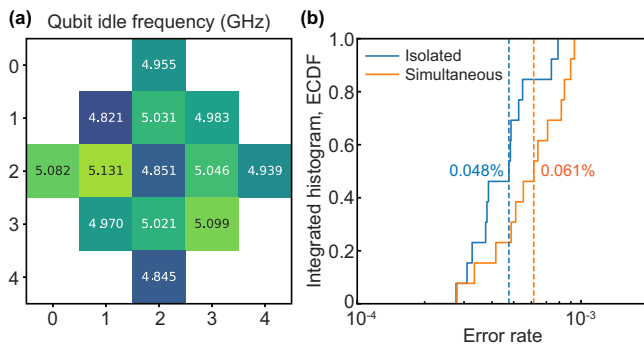 (a)
Qubit idle frequency (GHz)
0
4.955
1
4.821 5.031 4.983
2
5.082 5.131 4.851 5.046 4.939
3
4.970 5.021 5.099
4
4.845
0 1 2 3 4
(b)
Integrated histogram, ECDF
1.0
0.8
0.6
0.4
0.2
0
Isolated
Simultaneous
0.048%
0.061%
10⁻⁴ 10⁻³
Error rate